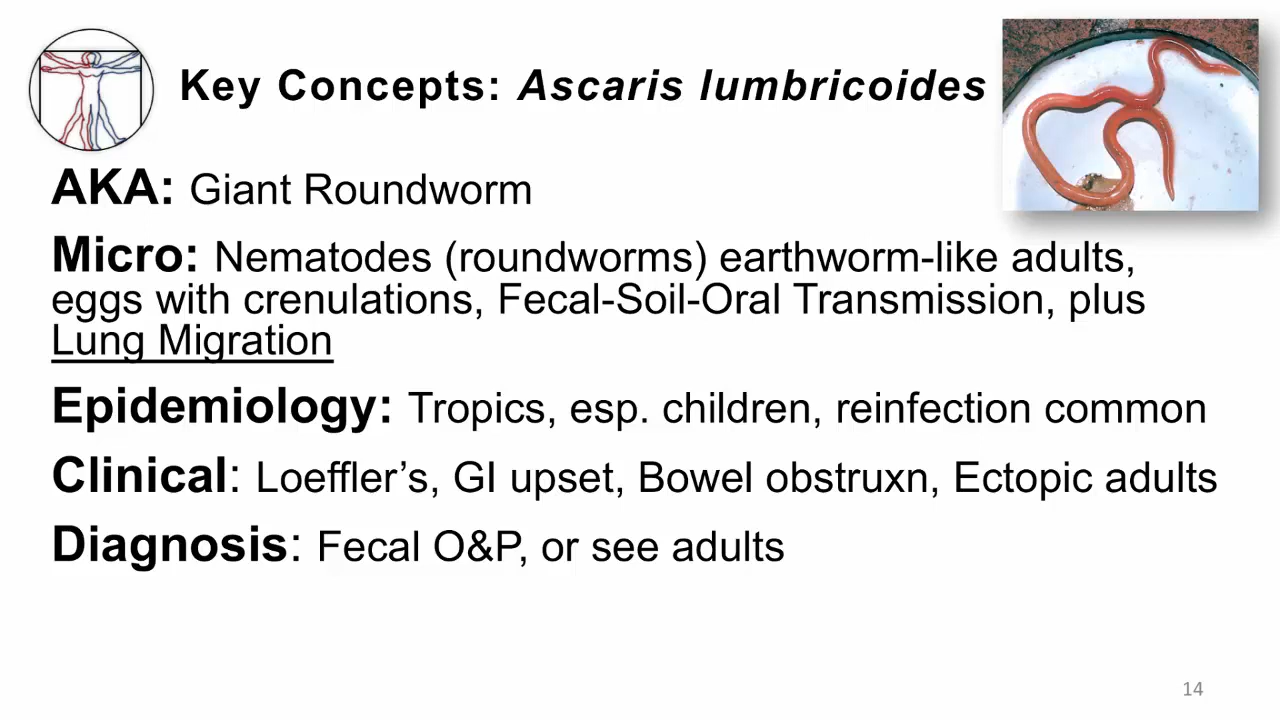 Key Concepts: Ascaris lumbricoides
AKA: Giant Roundworm
Micro: Nematodes (roundworms) earthworm-like adults,
eggs with crenulations, Fecal-Soil-Oral Transmission, plus
Lung Migration
Epidemiology: Tropics, esp. children, reinfection common
Clinical: Loeffler’s, GI upset, Bowel obstruxn, Ectopic adults
Diagnosis: Fecal O&P, or see adults
14